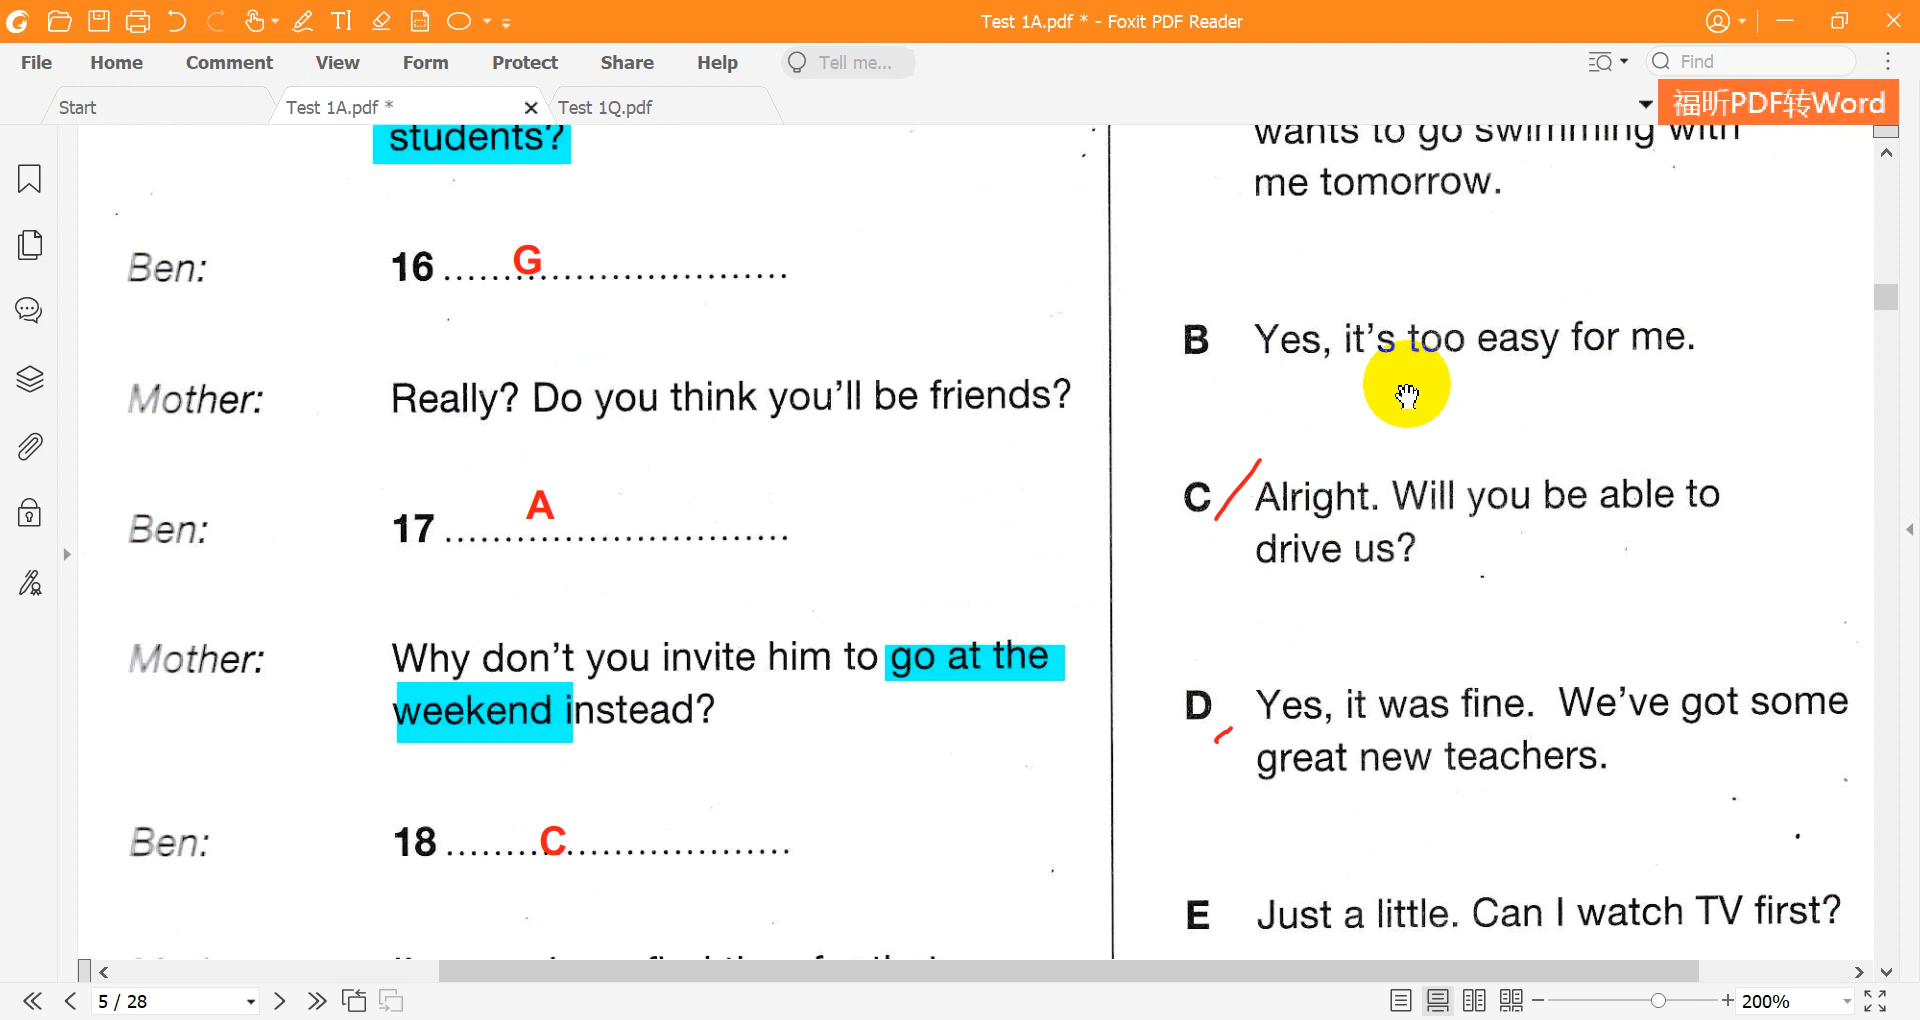 Test 1A.pdf * - Foxit PDF Reader
File Home Comment View Form Protect Share Help Tell me... Find
Start Test 1A.pdf * Test 1Q.pdf 福昕PDF转Word
students?
Ben: 16 ..... G .....
Mother: Really? Do you think you'll be friends?
Ben: 17 ..... A .....
Mother: Why don't you invite him to go at the
weekend instead?
Ben: 18 ..... C .....
wants to go swimming with
me tomorrow.
B Yes, it's too easy for me.
C Alright. Will you be able to
drive us?
D Yes, it was fine. We've got some
great new teachers.
E Just a little. Can I watch TV first?
5 / 28 200%